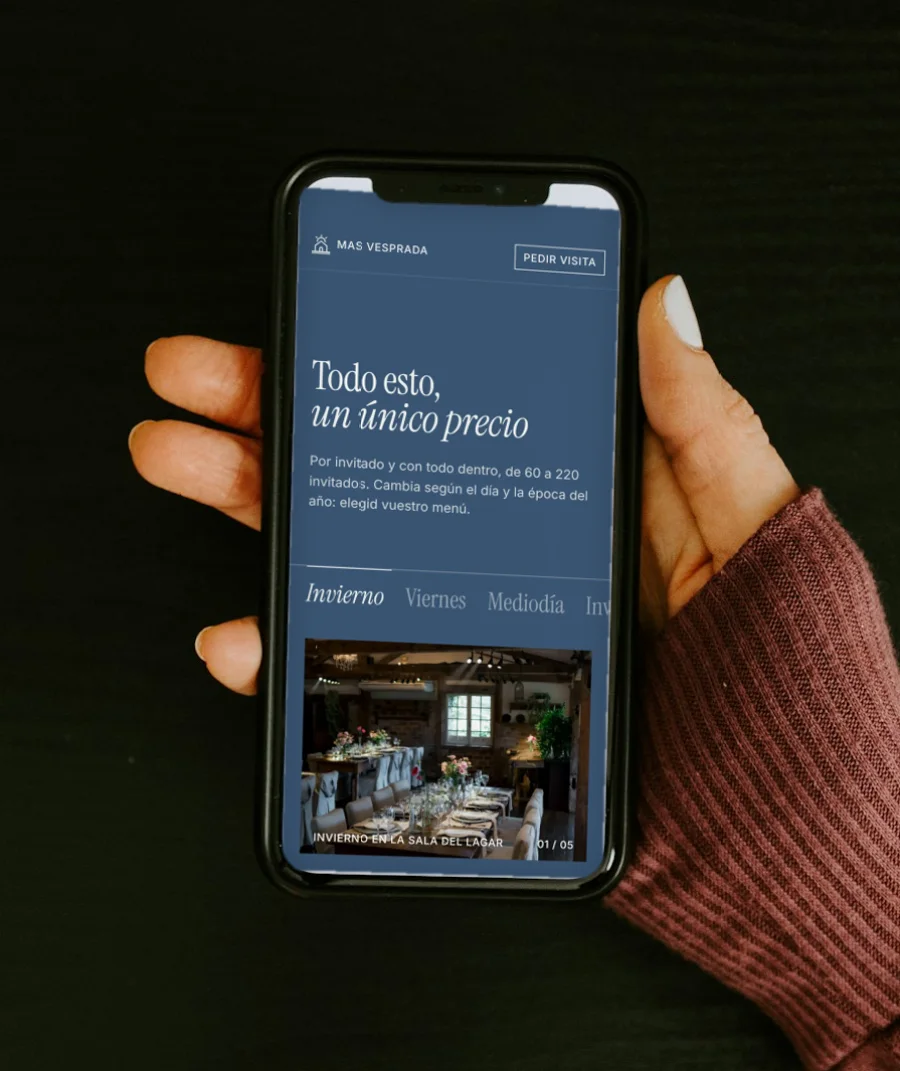 MAS VESPRADA
PEDIR VISITA
Todo esto,
un único precio
Por invitado y con todo dentro, de 60 a 220
invitados. Cambia según el día y la época del
año: elegid vuestro menú.
Invierno Viernes Mediodía Inv
INVIERNO EN LA SALA DEL LAGAR 01 / 05